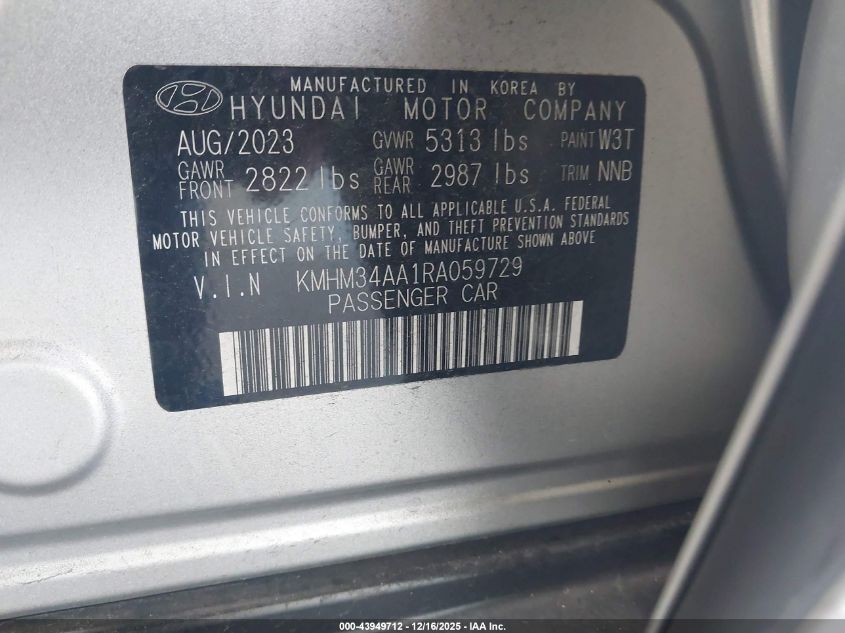 MANUFACTURED IN KOREA BY
HYUNDAI MOTOR COMPANY
AUG/2023 GVWR 5313 lbs PAINT W3T
GAWR FRONT 2822 lbs GAWR REAR 2987 lbs TRIM NNB
THIS VEHICLE CONFORMS TO ALL APPLICABLE U.S.A. FEDERAL
MOTOR VEHICLE SAFETY, BUMPER, AND THEFT PREVENTION STANDARDS
IN EFFECT ON THE DATE OF MANUFACTURE SHOWN ABOVE
V.I.N KMHM34AA1RA059729
PASSENGER CAR
000-43949712 - 12/16/2025 - IAA Inc.